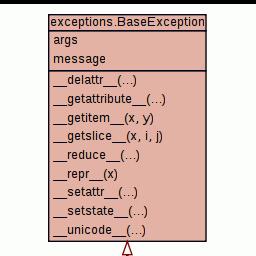 exceptions.BaseException
args
message
__delattr__(...)
__getattribute__(...)
__getitem__(x, y)
__getslice__(x, i, j)
__reduce__(...)
__repr__(x)
__setattr__(...)
__setstate__(...)
__unicode__(...)